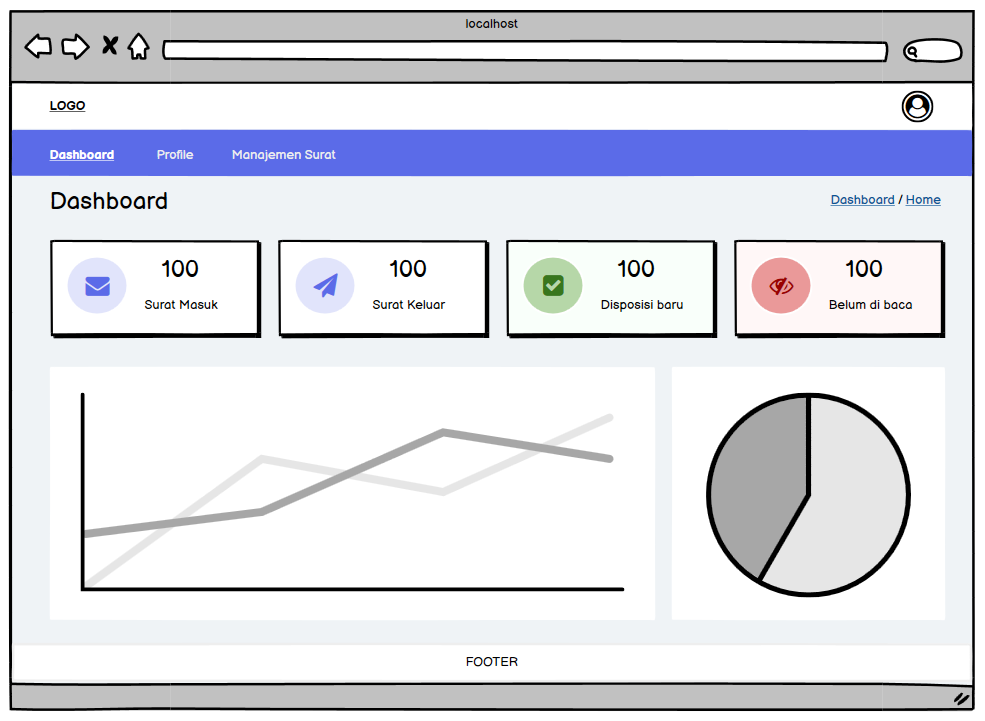 localhost
LOGO
Dashboard Profile Manajemen Surat
Dashboard
Dashboard / Home
100
Surat Masuk
100
Surat Keluar
100
Disposisi baru
100
Belum di baca
FOOTER